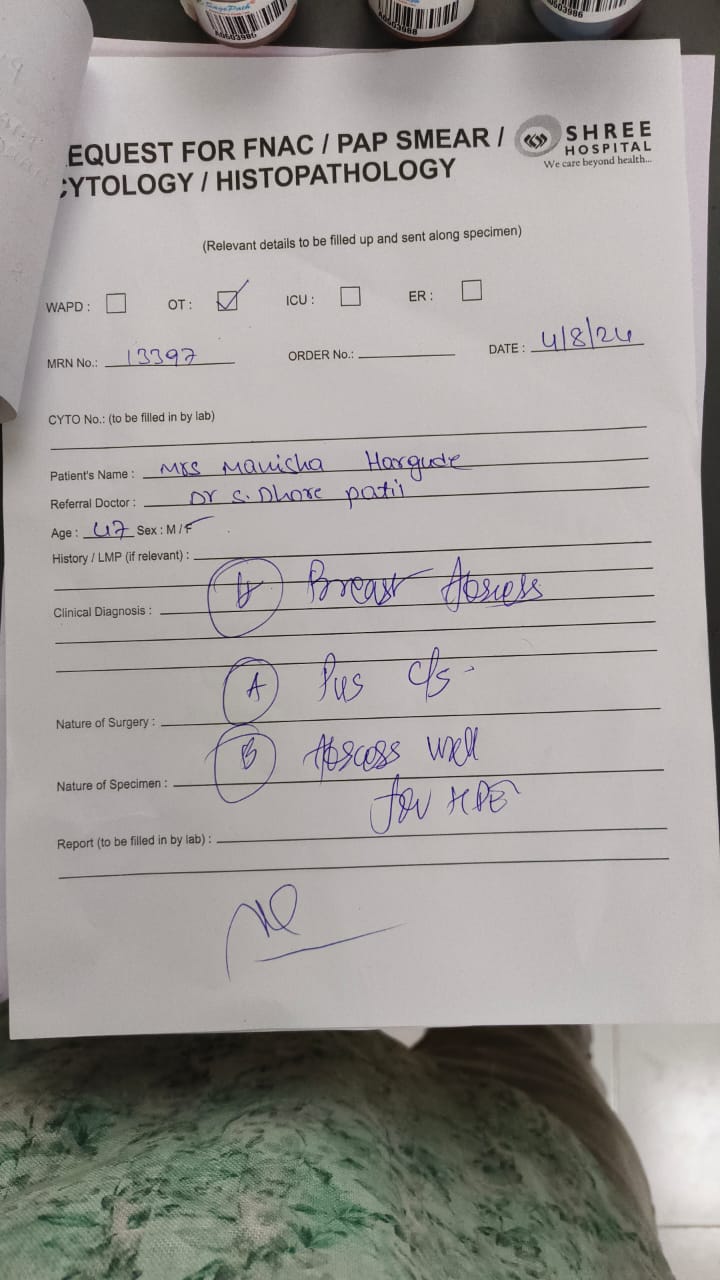 A0603986
A0603988
0603986
EQUEST FOR FNAC / PAP SMEAR /
CYTOLOGY / HISTOPATHOLOGY
SHREE
HOSPITAL
We care beyond health...
(Relevant details to be filled up and sent along specimen)
WAPD : OT : ICU : ER :
MRN No.: 13397 ORDER No.: DATE : 4/8/24
CYTO No.: (to be filled in by lab)
Patient's Name : Mrs Manisha Hargude
Referral Doctor : Dr S. Dhore patil
Age : 47 Sex : M / F
History / LMP (if relevant) :
Breast Abscess
Clinical Diagnosis :
A Pus c/s
Nature of Surgery :
B Abscess wall
Nature of Specimen :
for HPE
Report (to be filled in by lab) :